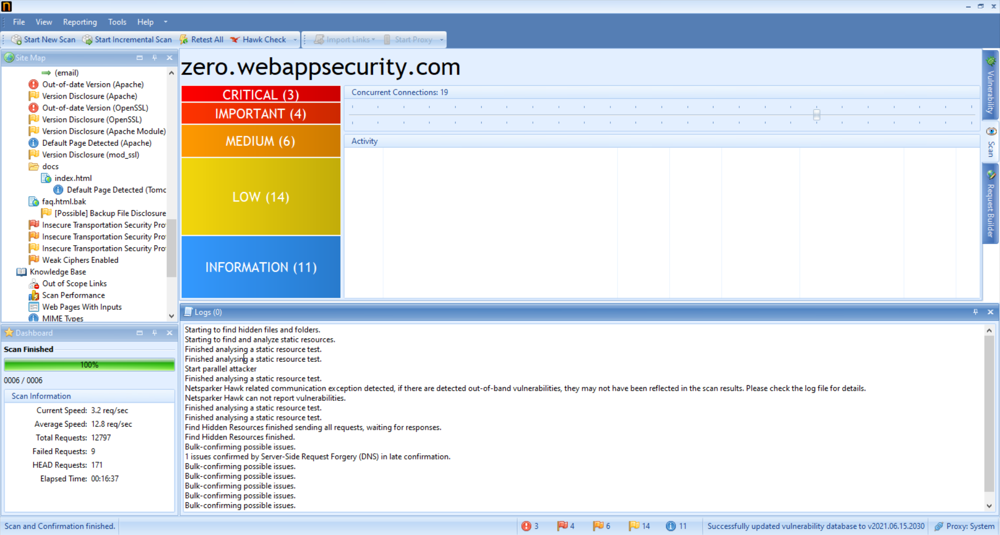 n
File View Reporting Tools Help
Start New Scan Start Incremental Scan Retest All Hawk Check Import Links Start Proxy
Site Map
(email)
Out-of-date Version (Apache)
Version Disclosure (Apache)
Out-of-date Version (OpenSSL)
Version Disclosure (OpenSSL)
Version Disclosure (Apache Module)
Default Page Detected (Apache)
Version Disclosure (mod_ssl)
docs
index.html
Default Page Detected (Tomc
faq.html.bak
[Possible] Backup File Disclosure
Insecure Transportation Security Pro
Insecure Transportation Security Pro
Insecure Transportation Security Pro
Weak Ciphers Enabled
Knowledge Base
Out of Scope Links
Scan Performance
Web Pages With Inputs
MIME Types
Dashboard
Scan Finished
100%
0006 / 0006
Scan Information
Current Speed: 3.2 req/sec
Average Speed: 12.8 req/sec
Total Requests: 12797
Failed Requests: 9
HEAD Requests: 171
Elapsed Time: 00:16:37
zero.webappsecurity.com
CRITICAL (3)
IMPORTANT (4)
MEDIUM (6)
LOW (14)
INFORMATION (11)
Concurrent Connections: 19
Activity
Vulnerability
Scan
Request Builder
Logs (0)
Starting to find hidden files and folders.
Starting to find and analyze static resources.
Finished analysing a static resource test.
Finished analysing a static resource test.
Start parallel attacker
Finished analysing a static resource test.
Netsparker Hawk related communication exception detected, if there are detected out-of-band vulnerabilities, they may not have been reflected in the scan results. Please check the log file for details.
Netsparker Hawk can not report vulnerabilities.
Finished analysing a static resource test.
Finished analysing a static resource test.
Find Hidden Resources finished sending all requests, waiting for responses.
Find Hidden Resources finished.
Bulk-confirming possible issues.
1 issues confirmed by Server-Side Request Forgery (DNS) in late confirmation.
Bulk-confirming possible issues.
Bulk-confirming possible issues.
Bulk-confirming possible issues.
Bulk-confirming possible issues.
Bulk-confirming possible issues.
Scan and Confirmation finished. 3 4 6 14 11 Successfully updated vulnerability database to v2021.06.15.2030 Proxy: System